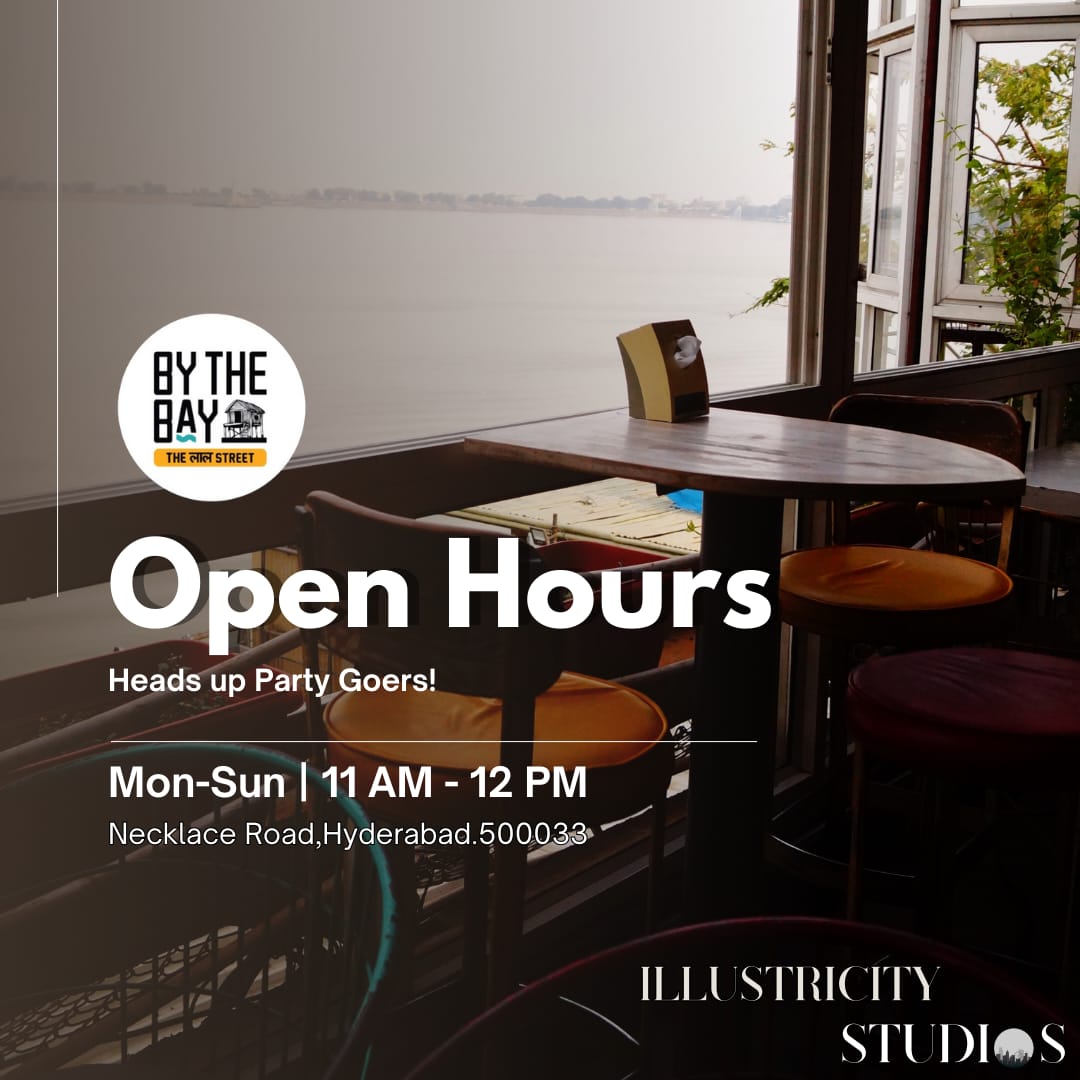 BY THE
BAY
THE लाल STREET
Open Hours
Heads up Party Goers!
Mon-Sun | 11 AM - 12 PM
Necklace Road,Hyderabad.500033
ILLUSTRICITY
STUDIOS